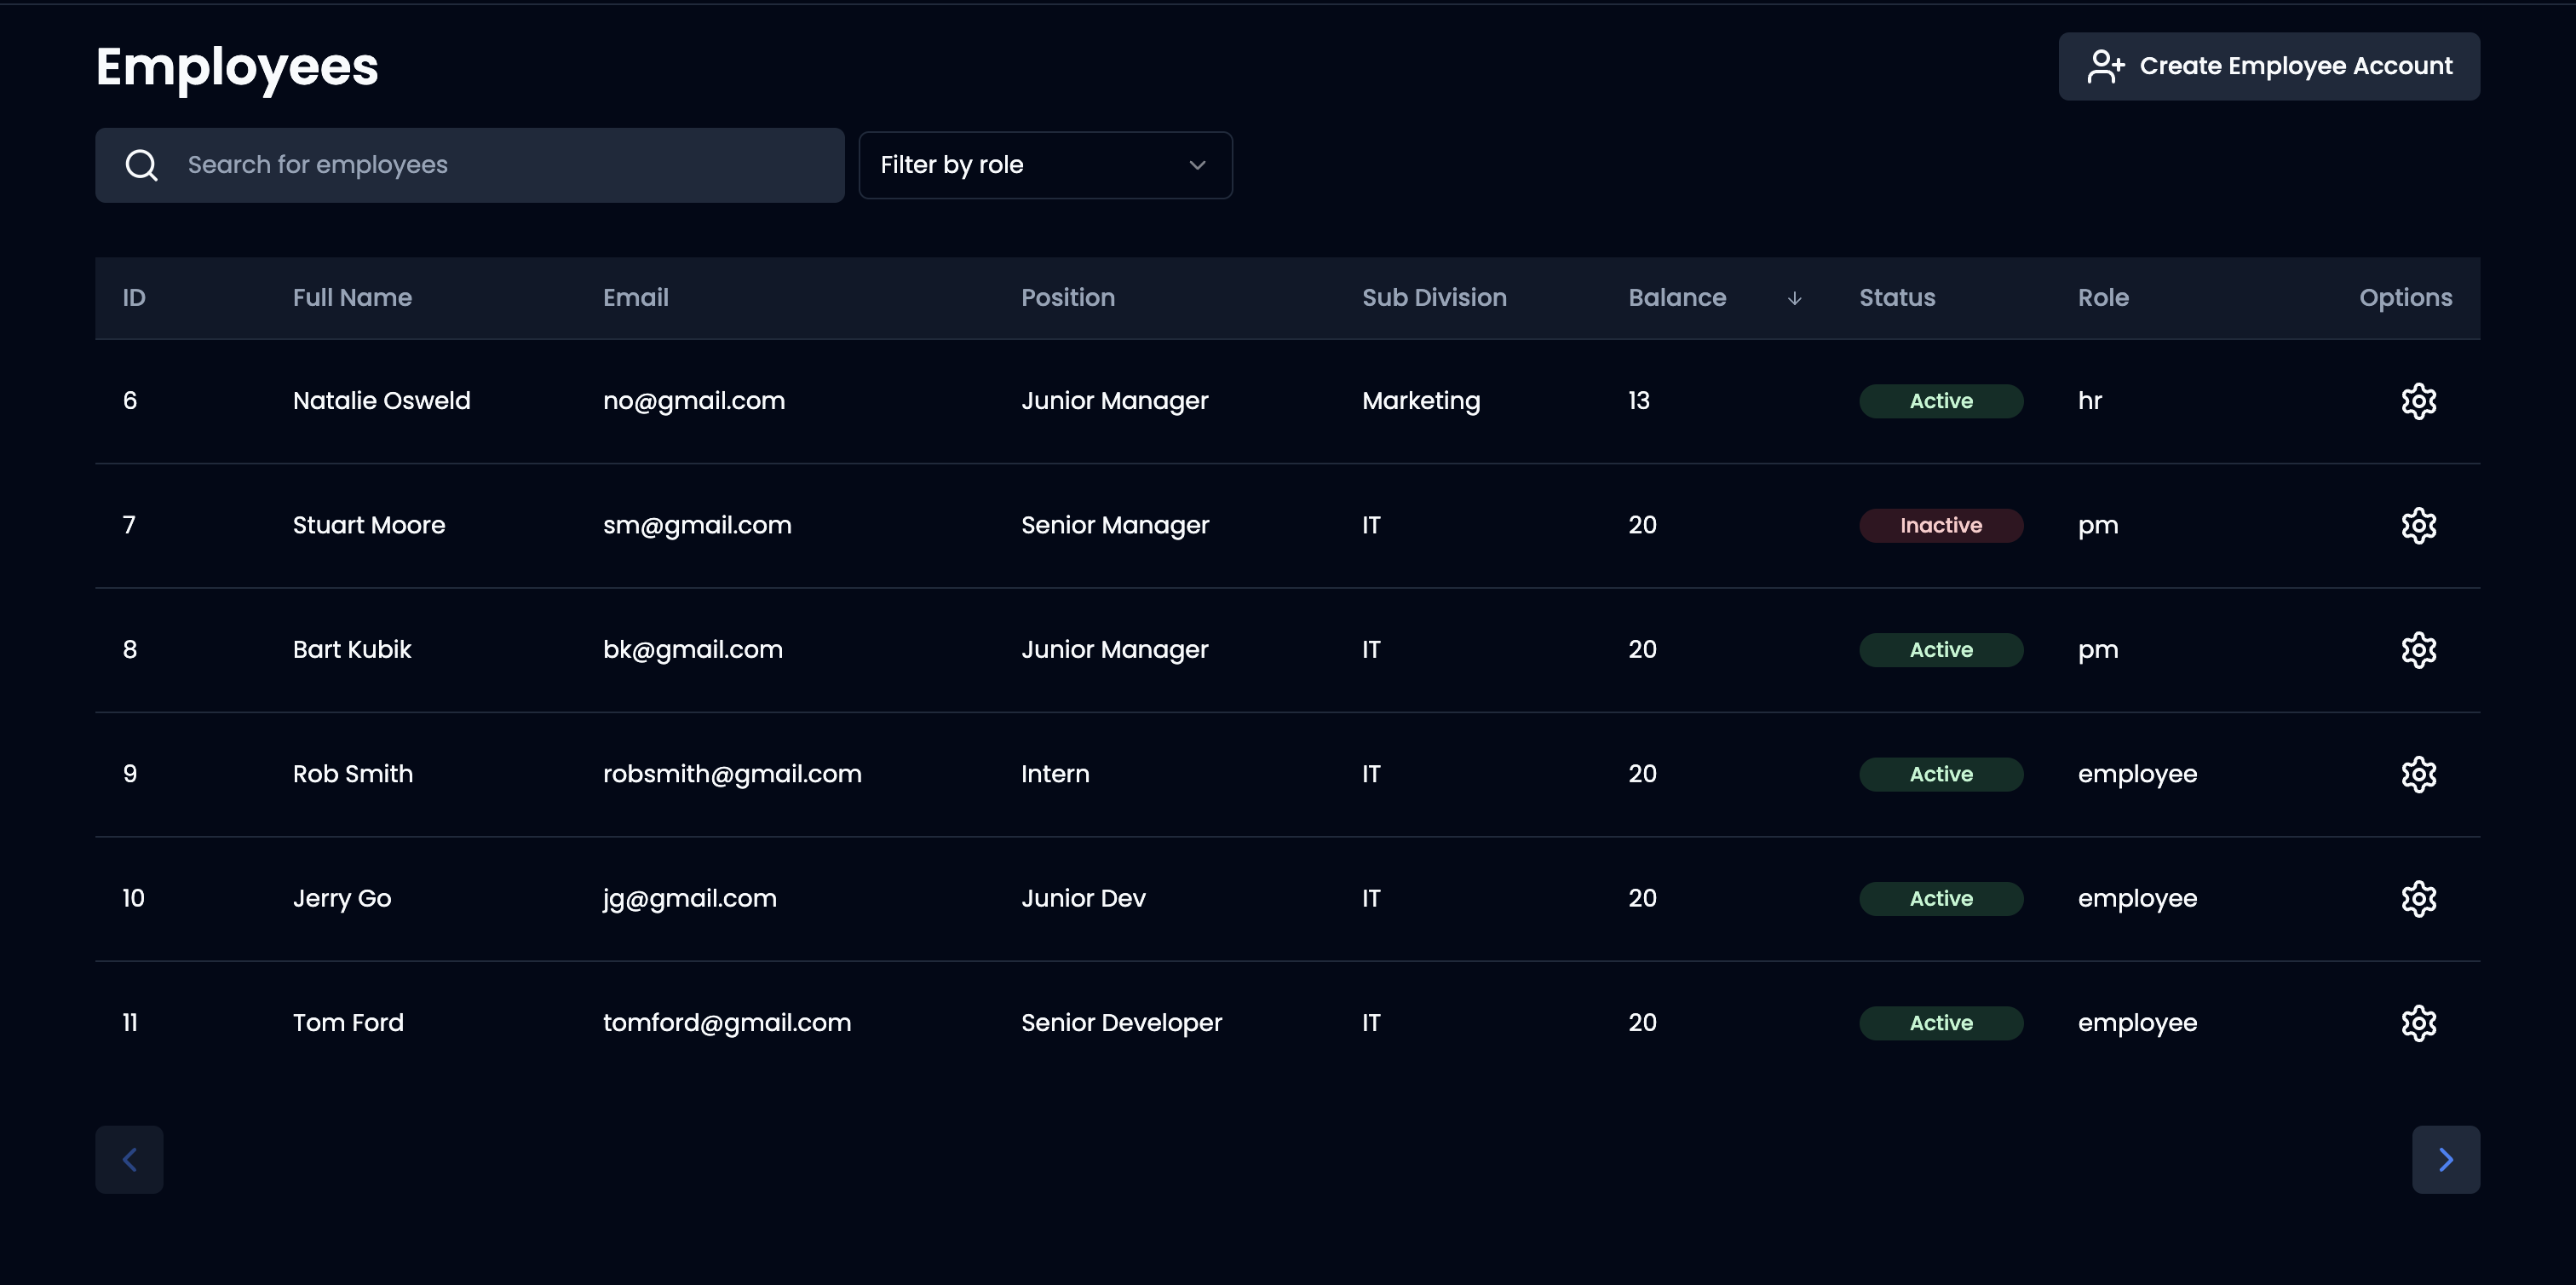 Employees
Create Employee Account
Search for employees
Filter by role
ID Full Name Email Position Sub Division Balance Status Role Options
6 Natalie Osweld no@gmail.com Junior Manager Marketing 13 Active hr
7 Stuart Moore sm@gmail.com Senior Manager IT 20 Inactive pm
8 Bart Kubik bk@gmail.com Junior Manager IT 20 Active pm
9 Rob Smith robsmith@gmail.com Intern IT 20 Active employee
10 Jerry Go jg@gmail.com Junior Dev IT 20 Active employee
11 Tom Ford tomford@gmail.com Senior Developer IT 20 Active employee